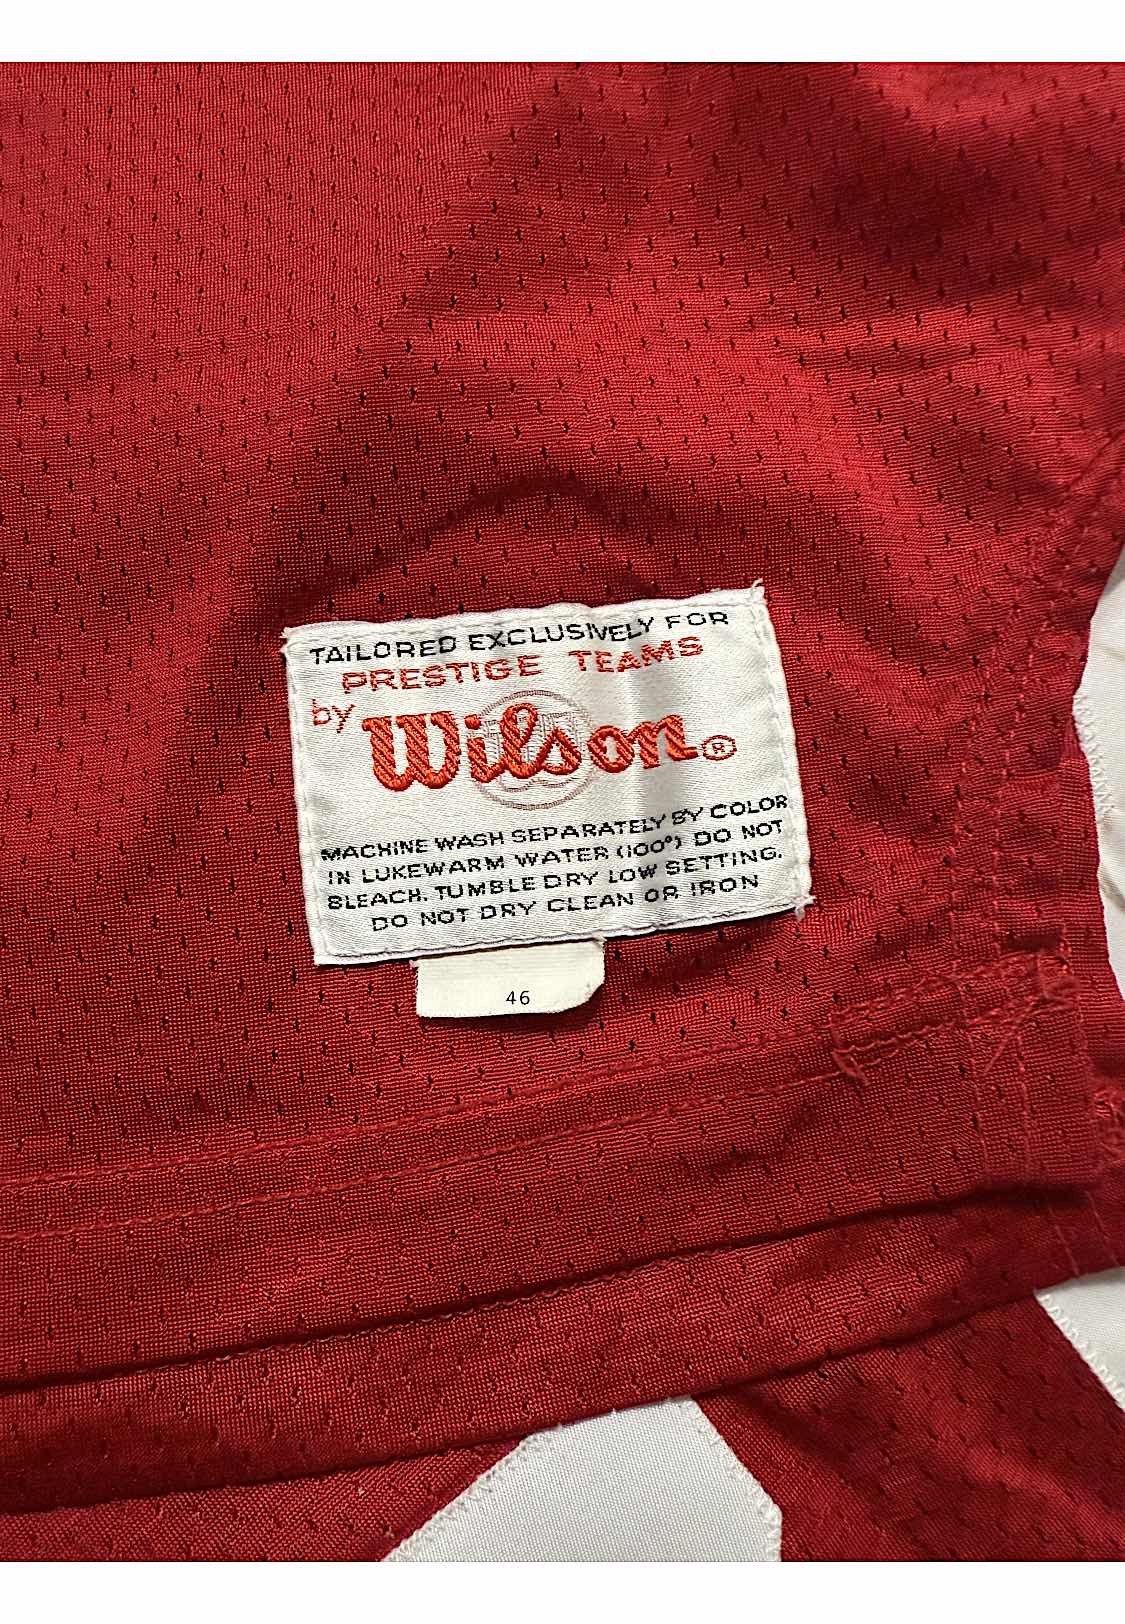 TAILORED EXCLUSIVELY FOR
PRESTIGE TEAMS
by Wilson®
MACHINE WASH SEPARATELY BY COLOR
IN LUKEWARM WATER (100°) DO NOT
BLEACH. TUMBLE DRY LOW SETTING.
DO NOT DRY CLEAN OR IRON
46